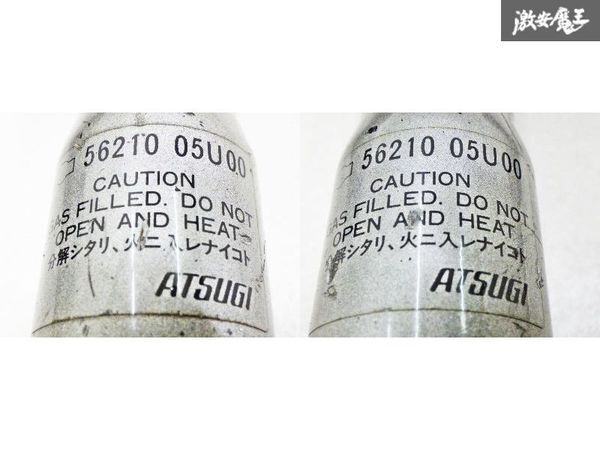 激安魔王
56210 05U00
CAUTION
GAS FILLED. DO NOT
OPEN AND HEAT
分解シタリ、火ニ入レナイコト
ATSUGI
56210 05U00
CAUTION
GAS FILLED. DO NOT
OPEN AND HEAT
分解シタリ、火ニ入レナイコト
ATSUGI